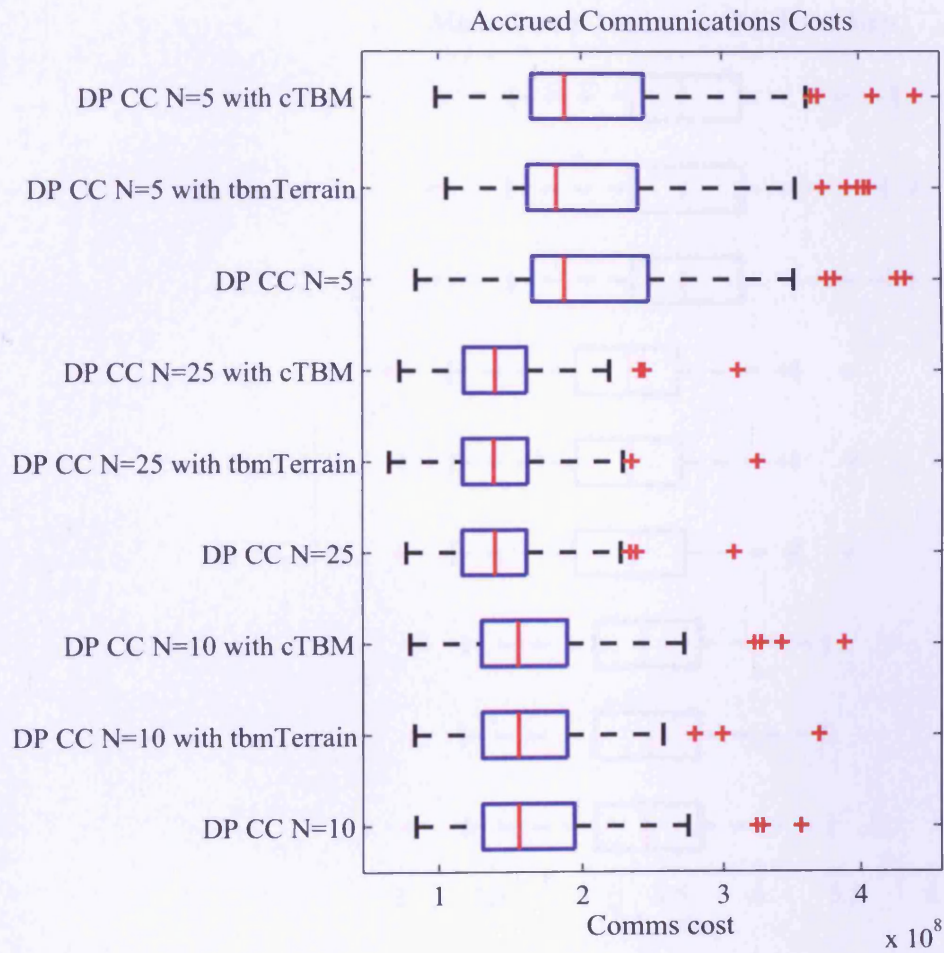 Accrued Communications Costs
DP CC N=5 with cTBM
DP CC N=5 with tbmTerrain
DP CC N=5
DP CC N=25 with cTBM
DP CC N=25 with tbmTerrain
DP CC N=25
DP CC N=10 with cTBM
DP CC N=10 with tbmTerrain
DP CC N=10
1 2 3 4
Comms cost
x 10^8